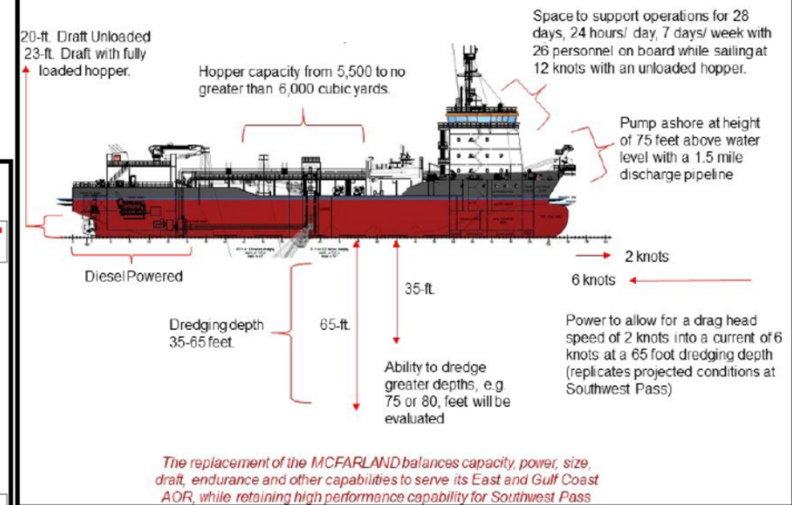 20-ft. Draft Unloaded
23-ft. Draft with fully
loaded hopper.
Hopper capacity from 5,500 to no
greater than 6,000 cubic yards.
Space to support operations for 28
days, 24 hours/ day, 7 days/ week with
26 personnel on board while sailing at
12 knots with an unloaded hopper.
Pump ashore at height
of 75 feet above water
level with a 1.5 mile
discharge pipeline
Diesel Powered
2 knots
6 knots
35-ft.
65-ft.
Dredging depth
35-65 feet.
Ability to dredge
greater depths, e.g.
75 or 80, feet will be
evaluated
Power to allow for a drag head
speed of 2 knots into a current of 6
knots at a 65 foot dredging depth
(replicates projected conditions at
Southwest Pass)
The replacement of the MCFARLAND balances capacity, power, size,
draft, endurance and other capabilities to serve its East and Gulf Coast
AOR, while retaining high performance capability for Southwest Pass